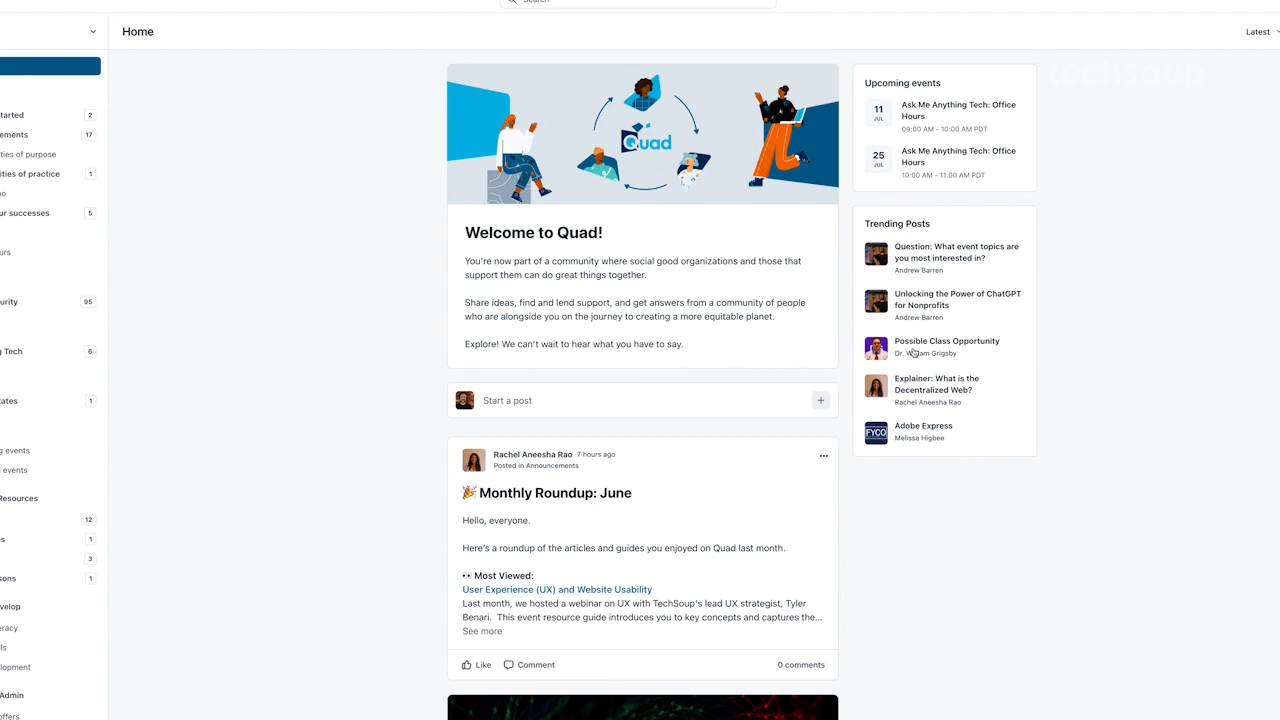 Search
Home
Latest
tarted
2
ements
17
ities of purpose
ities of practice
1
no
ur successes
5
urs
urity
95
g Tech
6
tates
1
g events
l events
Resources
12
s
1
3
sons
1
velop
eracy
lls
lopment
Admin
offers
Quad
Welcome to Quad!
You're now part of a community where social good organizations and those that
support them can do great things together.
Share ideas, find and lend support, and get answers from a community of people
who are alongside you on the journey to creating a more equitable planet.
Explore! We can't wait to hear what you have to say.
Start a post
Rachel Aneesha Rao 7 hours ago
Posted in Announcements
Monthly Roundup: June
Hello, everyone.
Here's a roundup of the articles and guides you enjoyed on Quad last month.
Most Viewed:
User Experience (UX) and Website Usability
Last month, we hosted a webinar on UX with TechSoup's lead UX strategist, Tyler
Benari. This event resource guide introduces you to key concepts and captures the...
See more
Like Comment 0 comments
techsoup
Upcoming events
11
JUL
Ask Me Anything Tech: Office
Hours
09:00 AM - 10:00 AM PDT
25
JUL
Ask Me Anything Tech: Office
Hours
10:00 AM - 11:00 AM PDT
Trending Posts
Question: What event topics are
you most interested in?
Andrew Barren
Unlocking the Power of ChatGPT
for Nonprofits
Andrew Barren
Possible Class Opportunity
Dr. William Grigsby
Explainer: What is the
Decentralized Web?
Rachel Aneesha Rao
FYCO
Adobe Express
Melissa Higbee